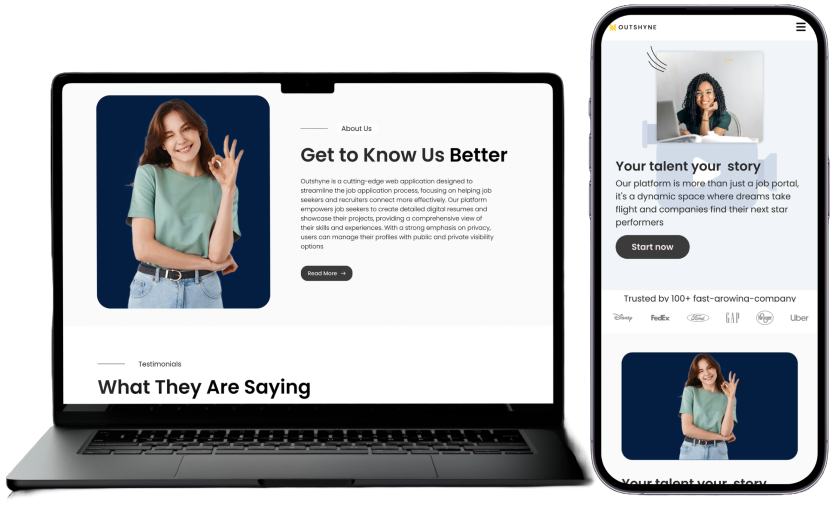 About Us
Get to Know Us Better
Outshyne is a cutting-edge web application designed to
streamline the job application process, focusing on helping job
seekers and recruiters connect more effectively. Our platform
empowers job seekers to create detailed digital resumes and
showcase their projects, providing a comprehensive view of
their skills and experiences. With a strong emphasis on privacy,
users can manage their profiles with public and private visibility
options
Read More →
Testimonials
What They Are Saying
OUTSHYNE
Your talent your story
Our platform is more than just a job portal,
it's a dynamic space where dreams take
flight and companies find their next star
performers
Start now
Trusted by 100+ fast-growing-company
Disney FedEx Ford GAP Kroger Uber
Your talent your story